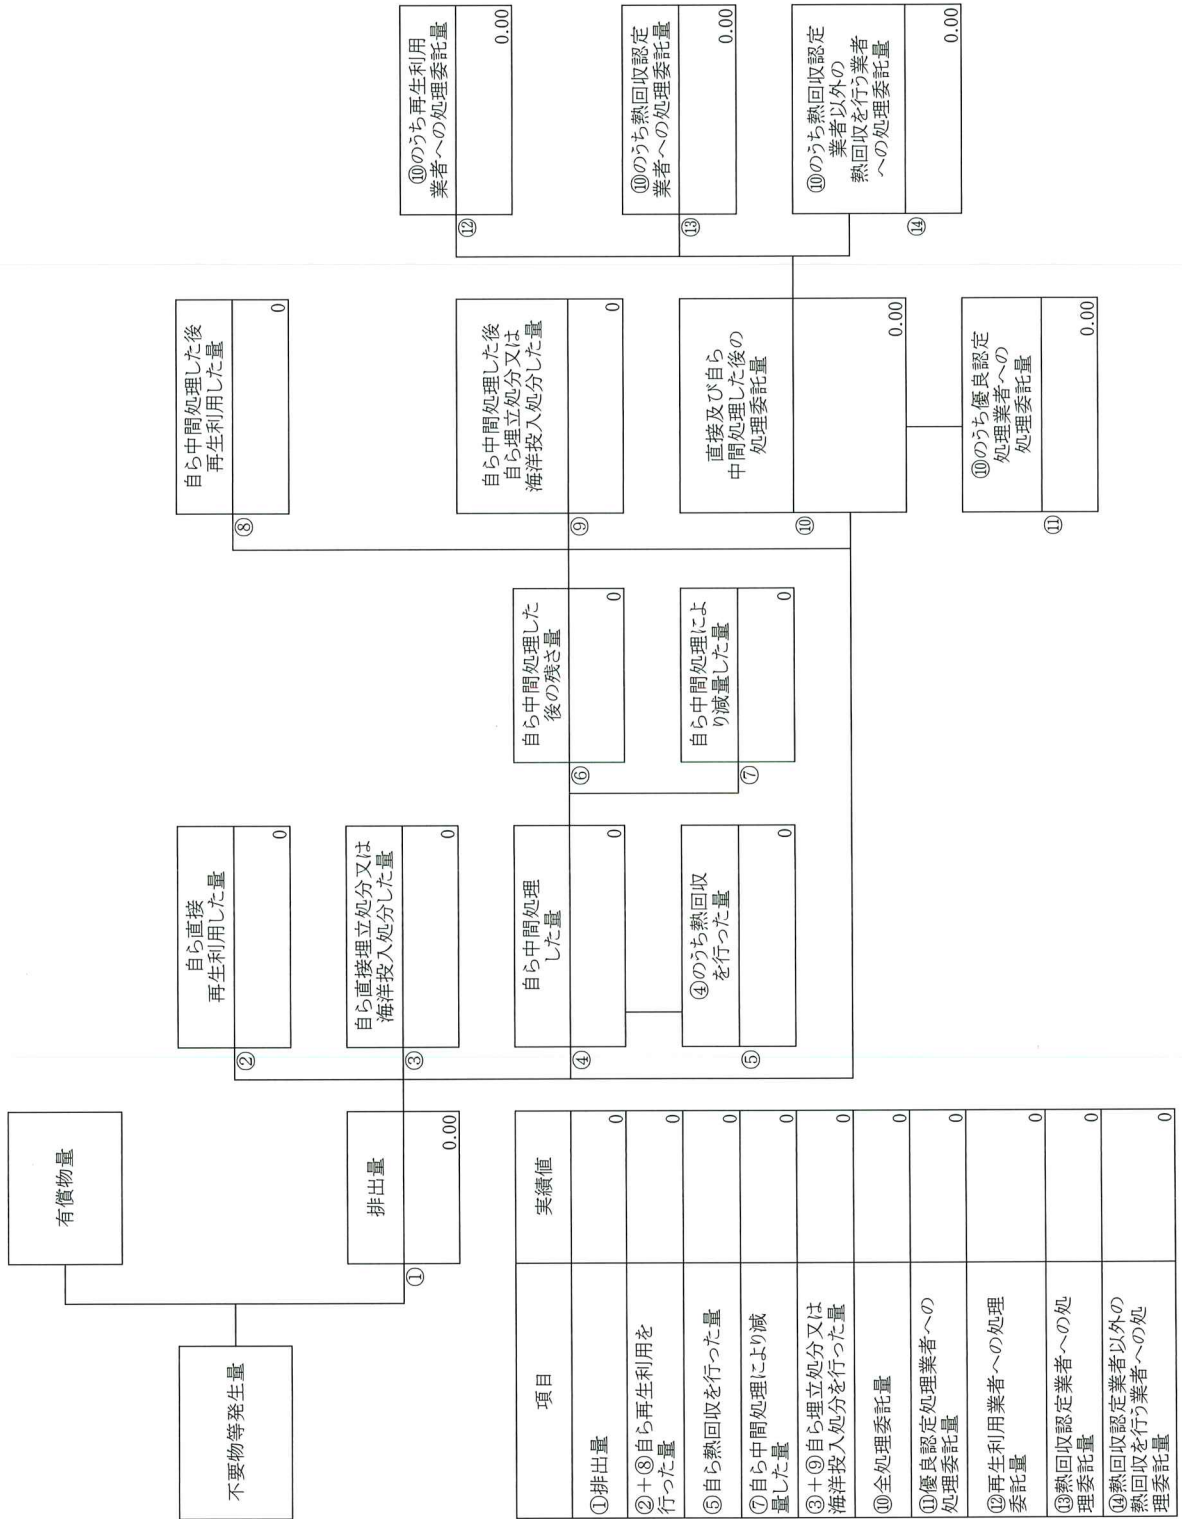 不要物等発生量
有償物量
排出量
①
0.00
自ら直接
再生利用した量
②
0
自ら直接埋立処分又は
海洋投入処分した量
③
0
自ら中間処理
した量
④
0
④のうち熱回収
を行った量
⑤
0
自ら中間処理した
後の残さ量
⑥
0
自ら中間処理によ
り減量した量
⑦
0
自ら中間処理した後
再生利用した量
⑧
0
自ら中間処理した後
自ら埋立処分又は
海洋投入処分した量
⑨
0
直接及び自ら
中間処理した後の
処理委託量
⑩
0.00
⑩のうち優良認定
処理業者への
処理委託量
⑪
0.00
⑩のうち再生利用
業者への処理委託量
⑫
0.00
⑩のうち熱回収認定
業者への処理委託量
⑬
0.00
⑩のうち熱回収認定
業者以外の
熱回収を行う業者
への処理委託量
⑭
0.00
項目 実績値
①排出量 0
②+⑧自ら再生利用を
行った量 0
⑤自ら熱回収を行った量 0
⑦自ら中間処理により減
量した量 0
③+⑨自ら埋立処分又は
海洋投入処分を行った量 0
⑩全処理委託量 0
⑪優良認定処理業者への
処理委託量 0
⑫再生利用業者への処理
委託量 0
⑬熱回収認定業者への処
理委託量 0
⑭熱回収認定業者以外の
熱回収を行う業者への処
理委託量 0